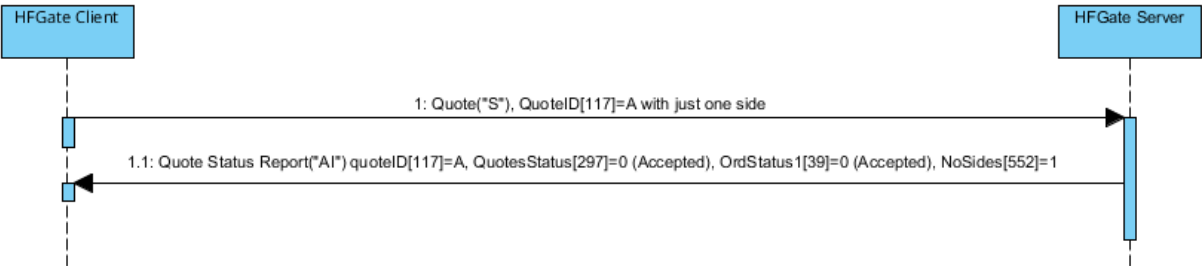 HFGate Client
HFGate Server
1: Quote("S"), QuoteID[117]=A with just one side
1.1: Quote Status Report("AI") quoteID[117]=A, QuotesStatus[297]=0 (Accepted), OrdStatus1[39]=0 (Accepted), NoSides[552]=1